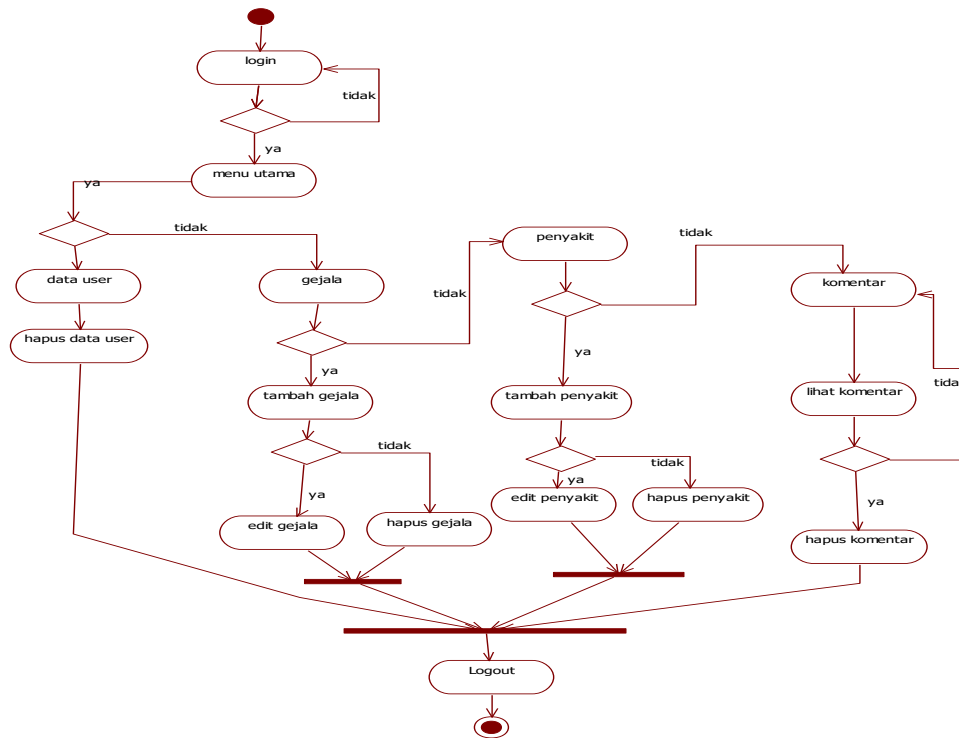 login
tidak
ya
menu utama
ya
tidak
penyakit
tidak
data user
gejala
tidak
komentar
hapus data user
ya
ya
tambah gejala
tambah penyakit
lihat komentar
tidak
tidak
ya
tidak
ya
edit gejala
hapus gejala
edit penyakit
hapus penyakit
ya
hapus komentar
Logout